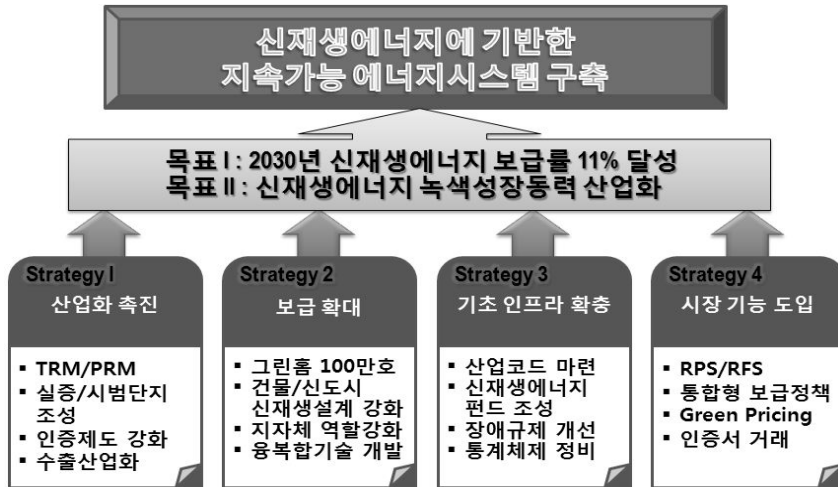 신재생에너지에 기반한
지속가능 에너지시스템 구축
목표 I : 2030년 신재생에너지 보급률 11% 달성
목표 II : 신재생에너지 녹색성장동력 산업화
Strategy I
산업화 촉진
▪ TRM/PRM
▪ 실증/시범단지
조성
▪ 인증제도 강화
▪ 수출산업화
Strategy 2
보급 확대
▪ 그린홈 100만호
▪ 건물/신도시
신재생설계 강화
▪ 지자체 역할강화
▪ 융복합기술 개발
Strategy 3
기초 인프라 확충
▪ 산업코드 마련
▪ 신재생에너지
펀드 조성
▪ 장애규제 개선
▪ 통계체제 정비
Strategy 4
시장 기능 도입
▪ RPS/RFS
▪ 통합형 보급정책
▪ Green Pricing
▪ 인증서 거래